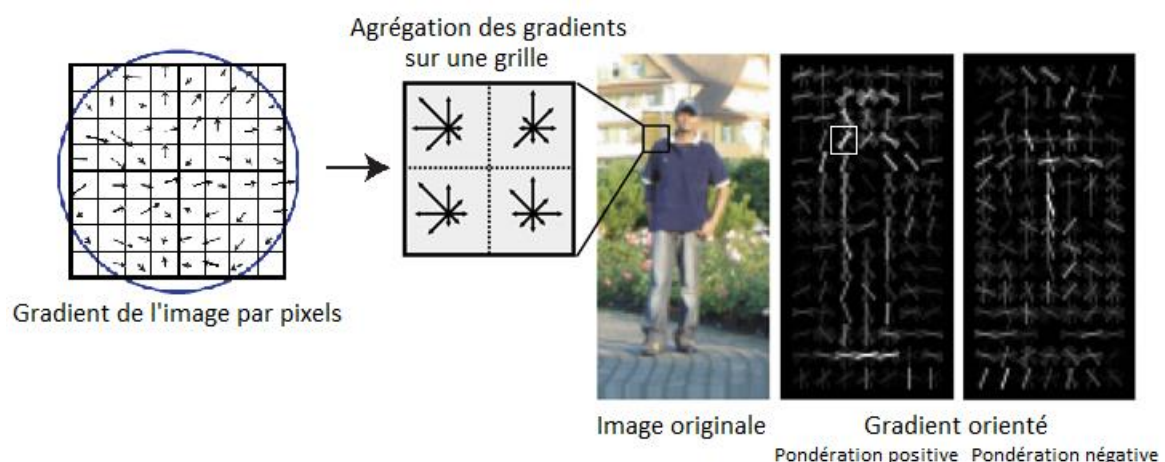 Agrégation des gradients
sur une grille
Gradient de l'image par pixels
Image originale
Gradient orienté
Pondération positive
Pondération négative